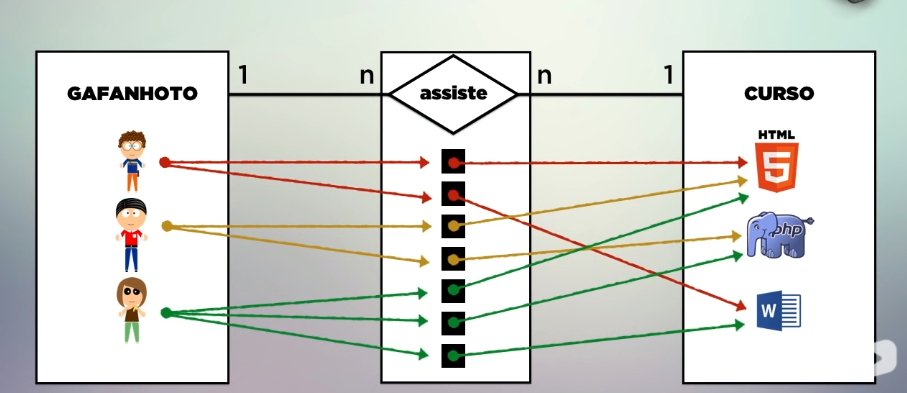 1 n n 1
GAFANHOTO assiste CURSO
HTML
5
php
W